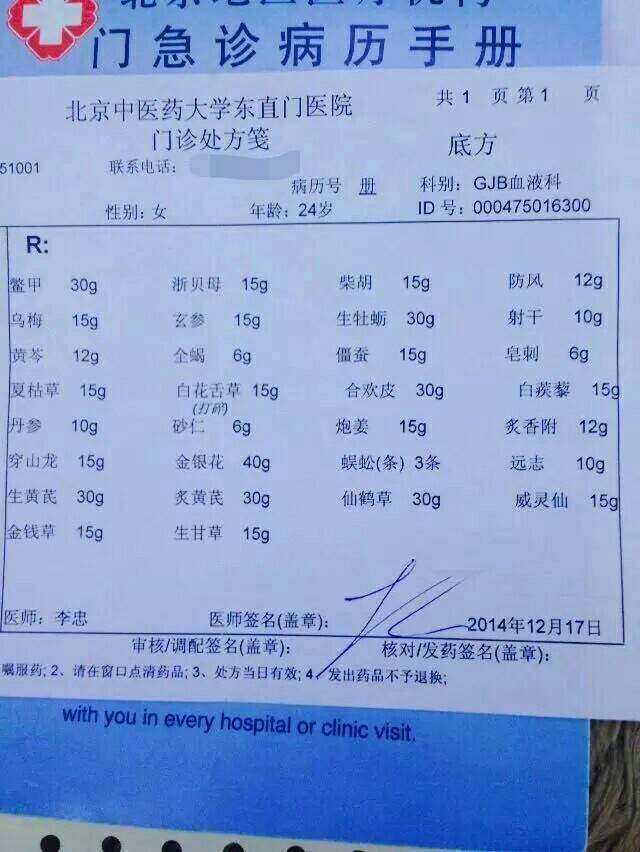 门急诊病历手册
北京中医药大学东直门医院
共1 页 第1 页
门诊处方笺
底方
51001
联系电话:
病历号 册
科别: GJB血液科
性别: 女
年龄: 24岁
ID 号: 000475016300
R:
鳖甲 30g 浙贝母 15g 柴胡 15g 防风 12g
乌梅 15g 玄参 15g 生牡蛎 30g 射干 10g
黄芩 12g 全蝎 6g 僵蚕 15g 皂刺 6g
夏枯草 15g 白花舌草 15g 合欢皮 30g 白蒺藜 15g
(打碎)
丹参 10g 砂仁 6g 炮姜 15g 炙香附 12g
穿山龙 15g 金银花 40g 蜈蚣(条) 3条 远志 10g
生黄芪 30g 炙黄芪 30g 仙鹤草 30g 威灵仙 15g
金钱草 15g 生甘草 15g
医师: 李忠 医师签名(盖章): 2014年12月17日
审核/调配签名(盖章): 核对/发药签名(盖章):
嘱服药; 2、请在窗口点清药品; 3、处方当日有效; 4、发出药品不予退换;
with you in every hospital or clinic visit.